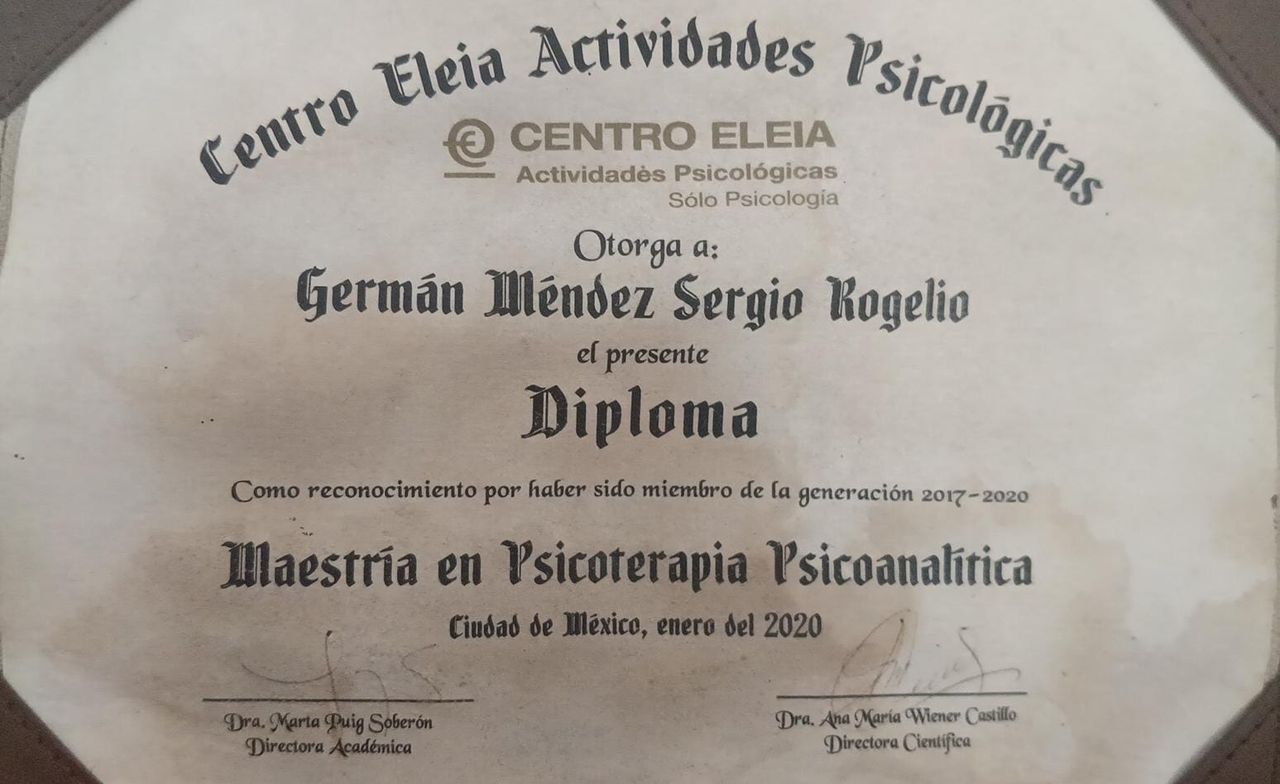 Centro Eleia Actividades Psicológicas
CENTRO ELEIA
Actividades Psicológicas
Sólo Psicología
Otorga a:
Germán Méndez Sergio Rogelio
el presente
Diploma
Como reconocimiento por haber sido miembro de la generación 2017-2020
Maestría en Psicoterapia Psicoanalítica
Ciudad de México, enero del 2020
Dra. Marta Puig Soberón
Directora Académica
Dra. Ana María Wiener Castillo
Directora Científica